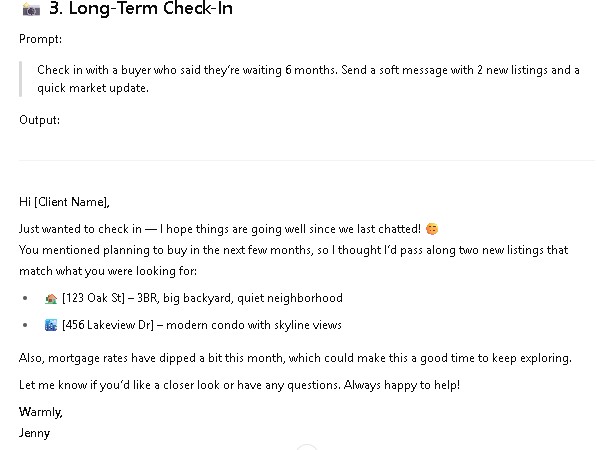 📷 3. Long-Term Check-In
Prompt:
Check in with a buyer who said they're waiting 6 months. Send a soft message with 2 new listings and a
quick market update.
Output:
Hi [Client Name],
Just wanted to check in — I hope things are going well since we last chatted! 😊
You mentioned planning to buy in the next few months, so I thought I'd pass along two new listings that
match what you were looking for:
• 🏡 [123 Oak St] – 3BR, big backyard, quiet neighborhood
• 🌊 [456 Lakeview Dr] – modern condo with skyline views
Also, mortgage rates have dipped a bit this month, which could make this a good time to keep exploring.
Let me know if you'd like a closer look or have any questions. Always happy to help!
Warmly,
Jenny